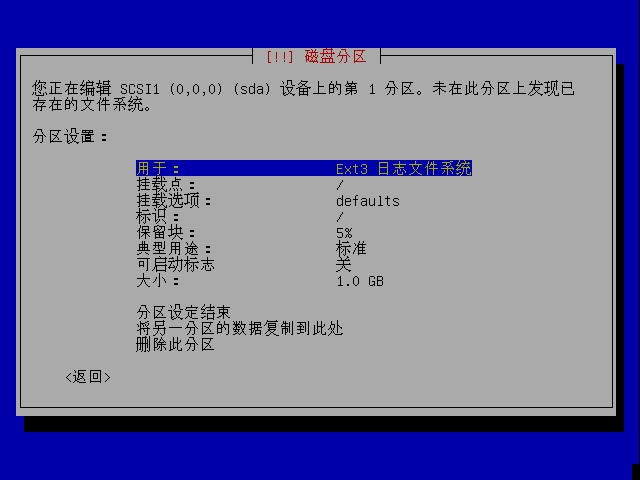 [!!] 磁盘分区
您正在编辑 SCSI1 (0,0,0) (sda) 设备上的第 1 分区。未在此分区上发现已
存在的文件系统。
分区设置：
用于： Ext3 日志文件系统
挂载点： /
挂载选项： defaults
标识： /
保留块： 5%
典型用途： 标准
可启动标志 关
大小： 1.0 GB
分区设定结束
将另一分区的数据复制到此处
删除此分区
<返回>